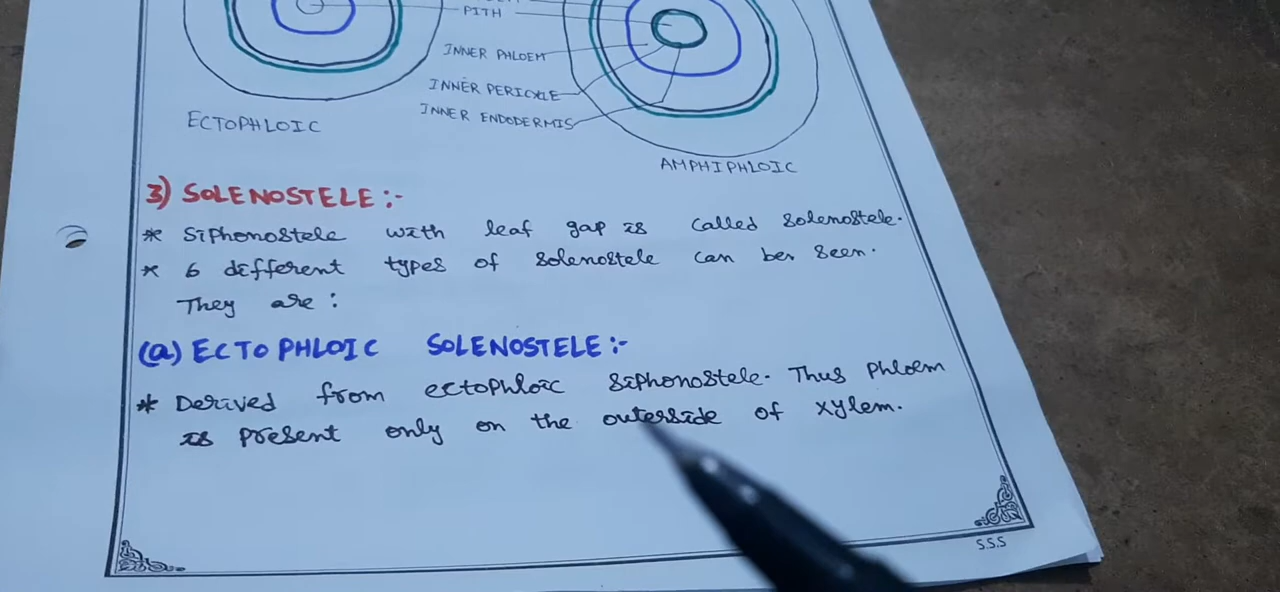 PITH
INNER PHLOEM
INNER PERICYCLE
INNER ENDODERMIS
ECTOPHLOIC
AMPHIPHLOIC
3) SOLENOSTELE:-
* Siphonostele with leaf gap is called solenostele.
* 6 different types of solenostele can be seen.
They are:
(a) ECTOPHLOIC SOLENOSTELE:-
* Derived from ectophloic siphonostele. Thus phloem
is present only on the outerside of xylem.
S.S.S